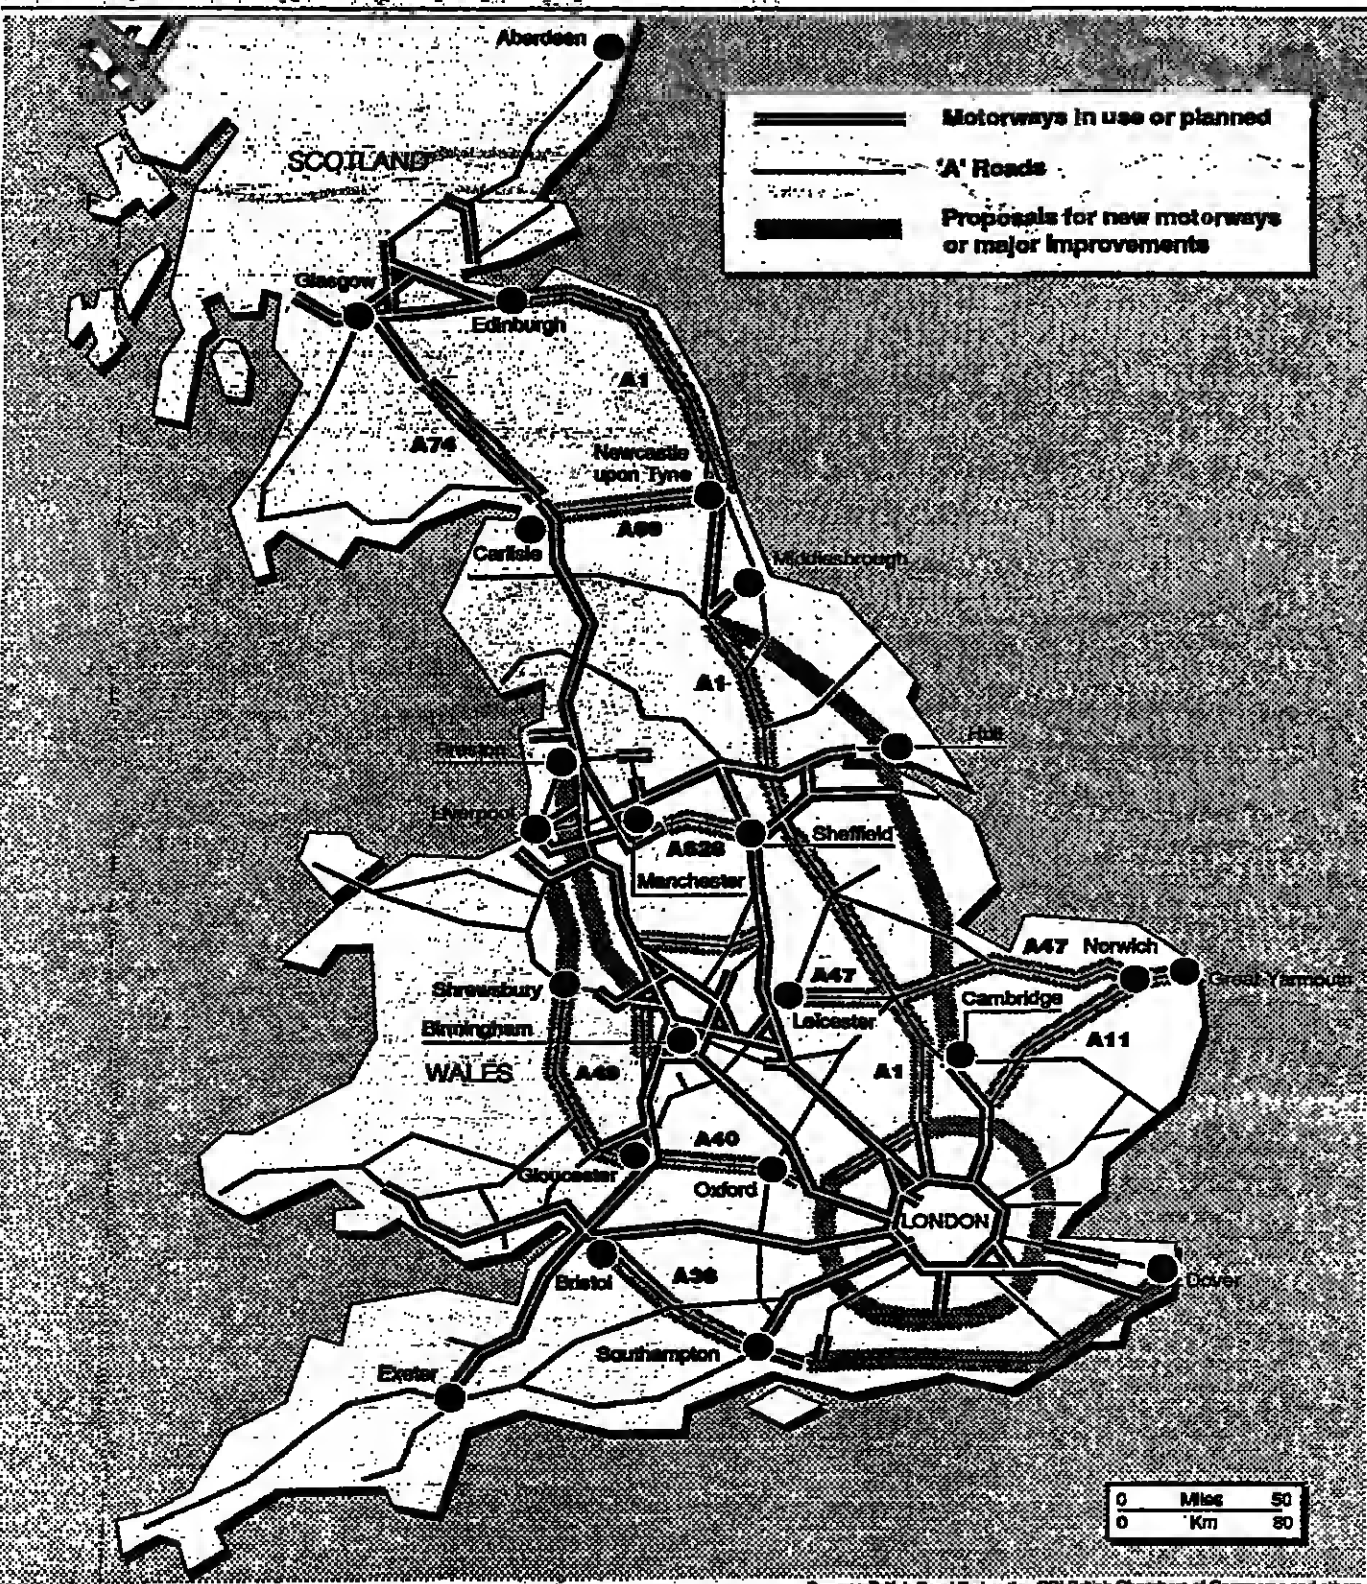 Aberdeen
Motorways in use or planned
'A' Roads
Proposals for new motorways
or major improvements
SCOTLAND
Glasgow
Edinburgh
A1
A74
Newcastle
upon Tyne
Carlisle
Middlesbrough
A1
Preston
Hull
Liverpool
Sheffield
A628
Manchester
A47
Norwich
Great Yarmouth
A47
Shrewsbury
Cambridge
Leicester
Birmingham
A11
WALES
A49
A1
A40
Gloucester
Oxford
LONDON
Bristol
A36
Dover
Southampton
Exeter
0 Miles 50
0 Km 80